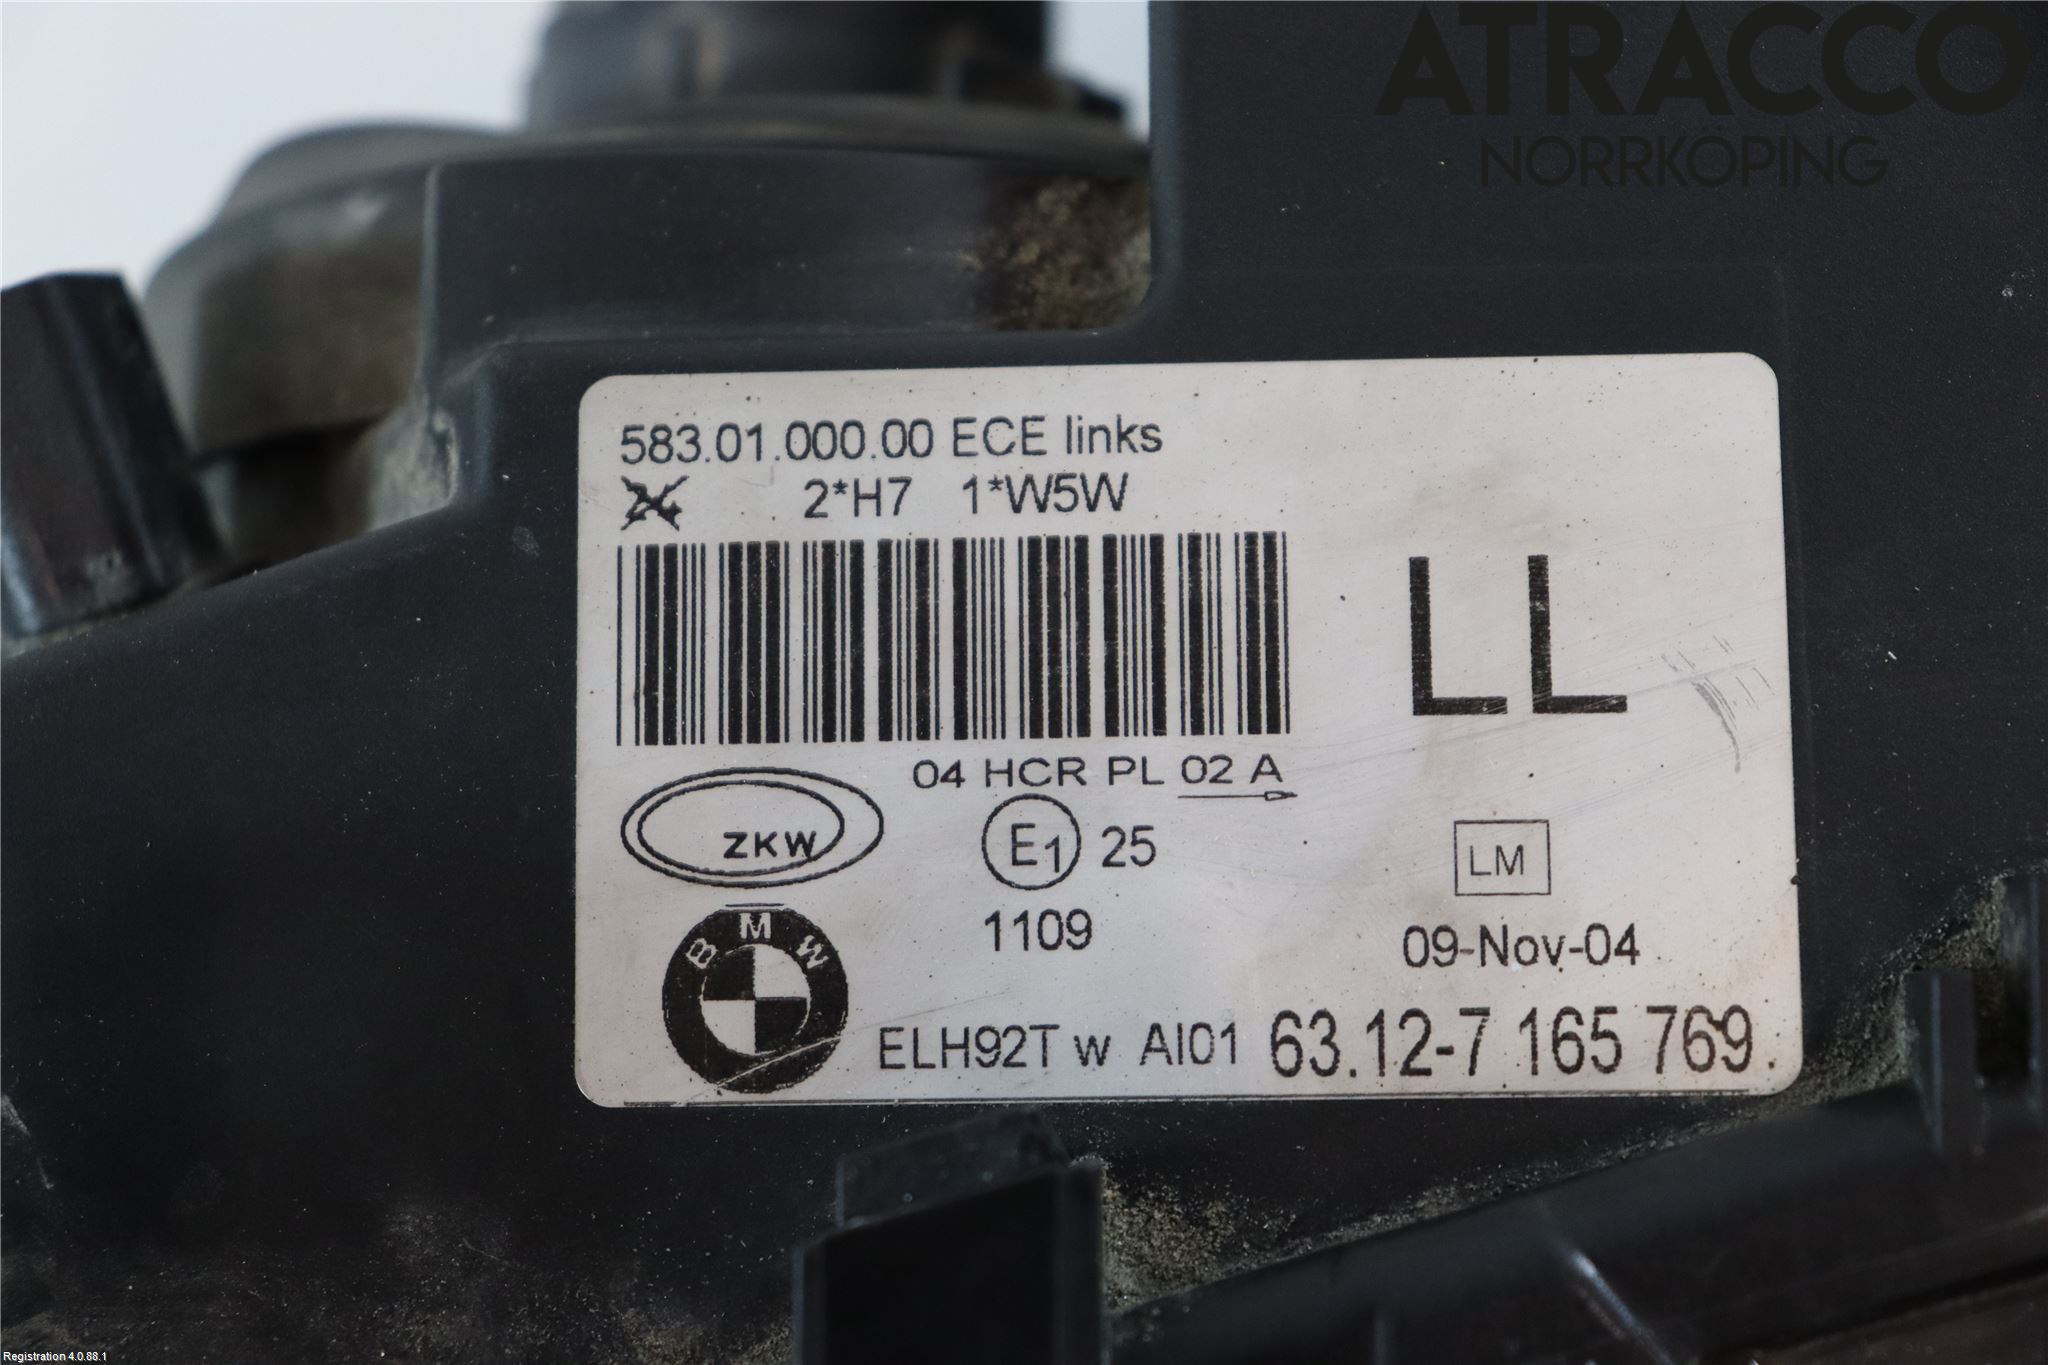 ATRACCO
NORRKÖPING
583.01.000.00 ECE links
2*H7 1*W5W
LL
04 HCR PL 02 A
ZKW
E1 25
LM
1109
09-Nov-04
BMW
ELH92T w AI01 63.12-7 165 769.
Registration 4.0.88.1